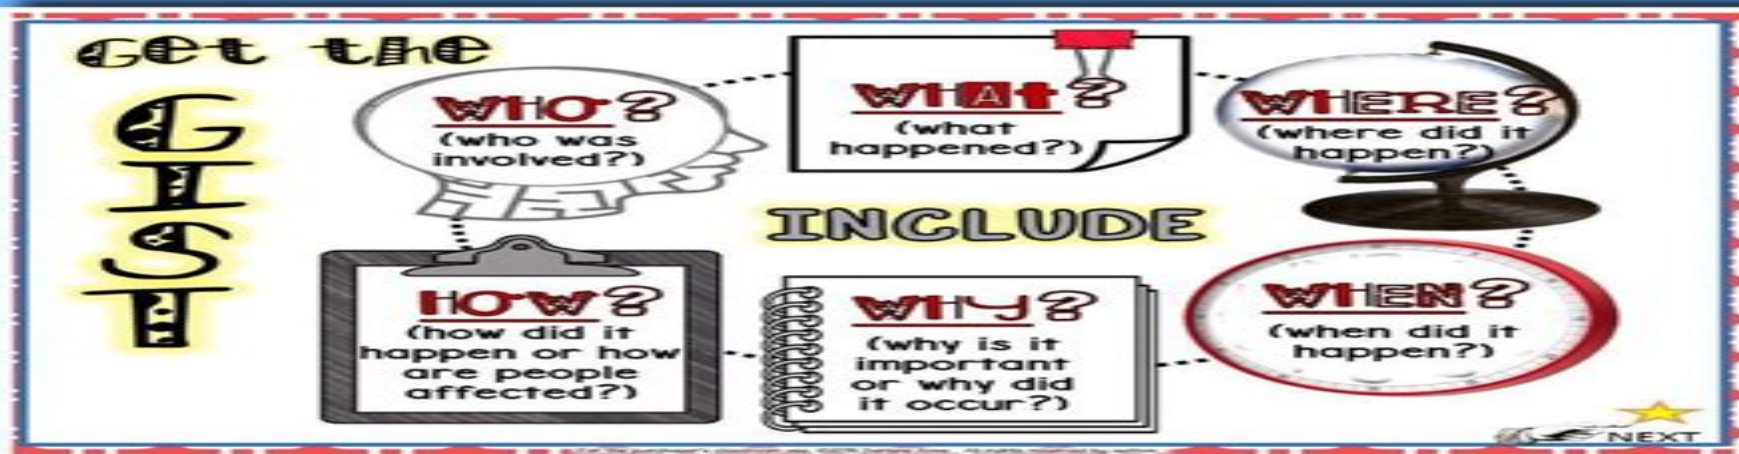 Get the
GIST
WHO?
(who was
involved?)
WHAt?
(what
happened?)
WHERE?
(where did it
happen?)
INCLUDE
HOW?
(how did it
happen or how
are people
affected?)
WHY?
(why is it
important
or why did
it occur?)
WHEN?
(when did it
happen?)
NEXT